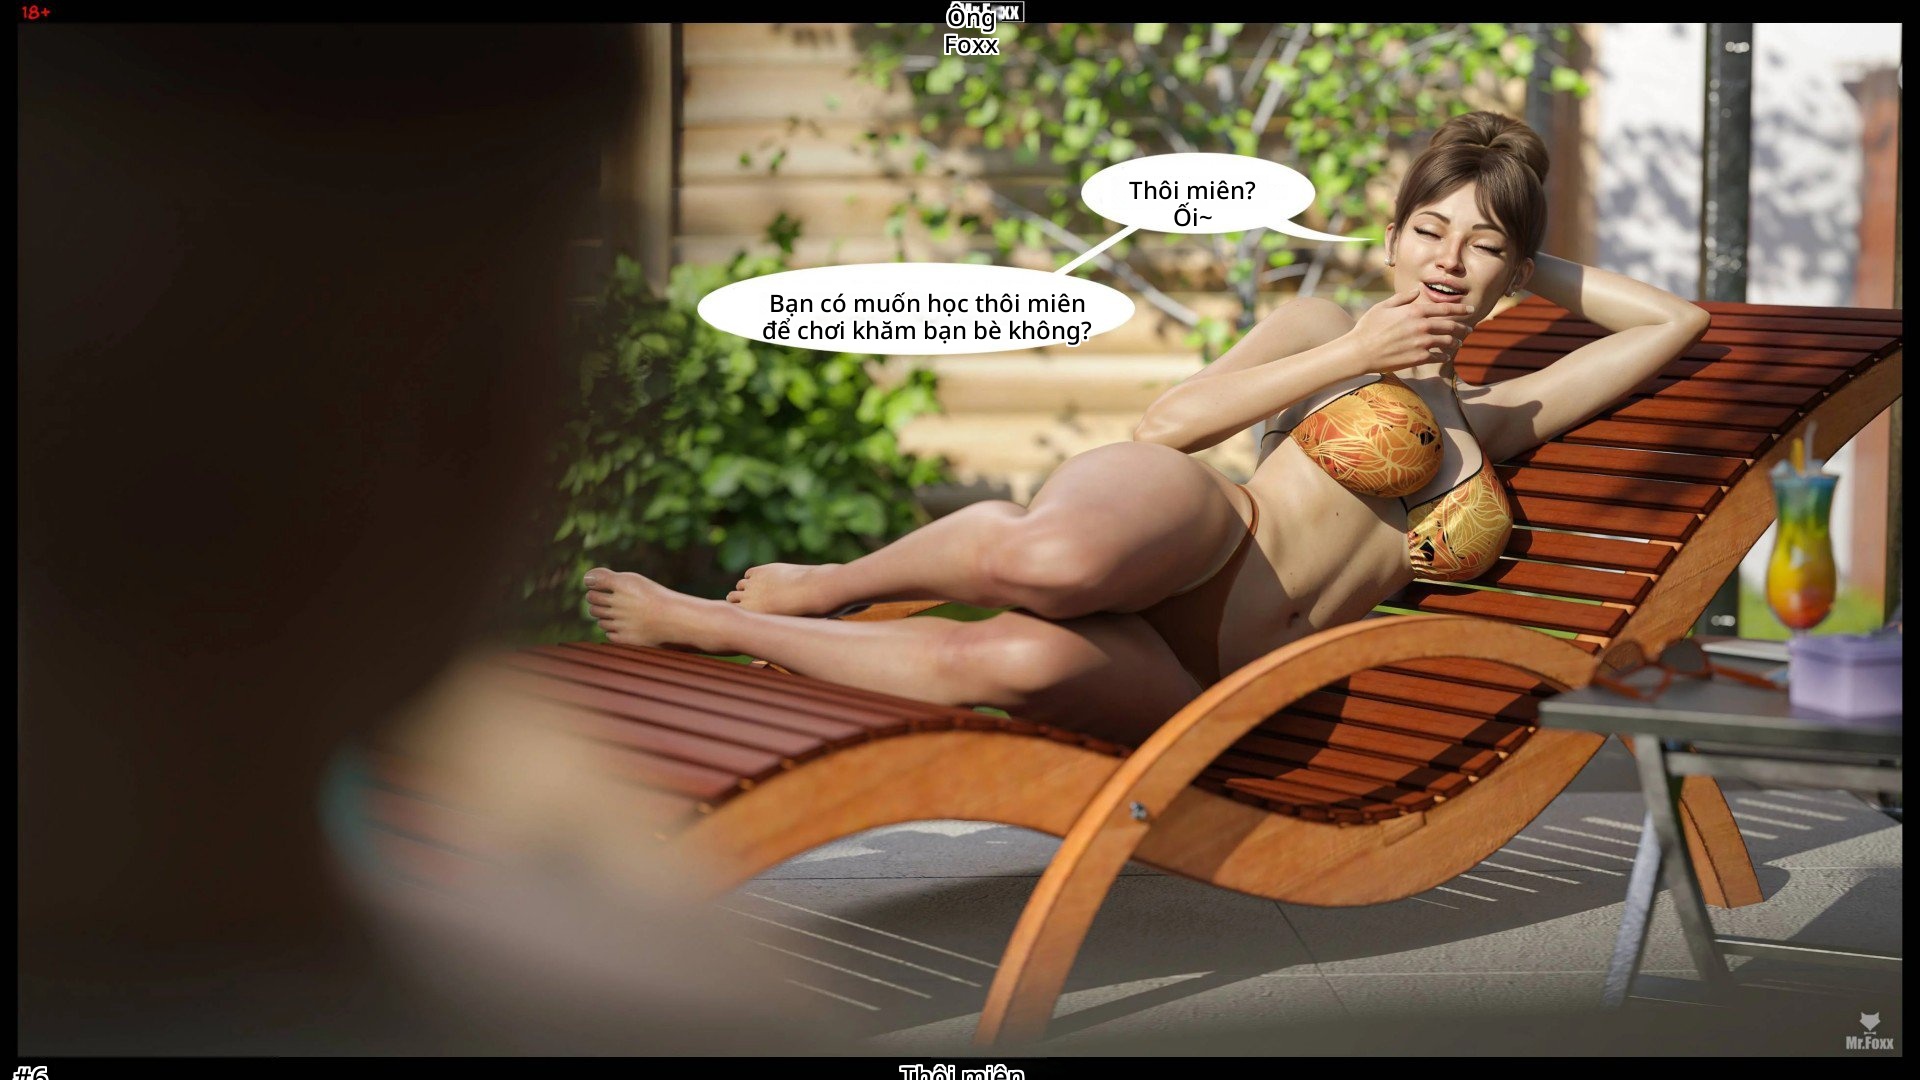 18+
Ông
Foxx
Thôi miên?
Ối~
Bạn có muốn học thôi miên
để chơi khăm bạn bè không?
Mr.Foxx
#6
Thôi miên